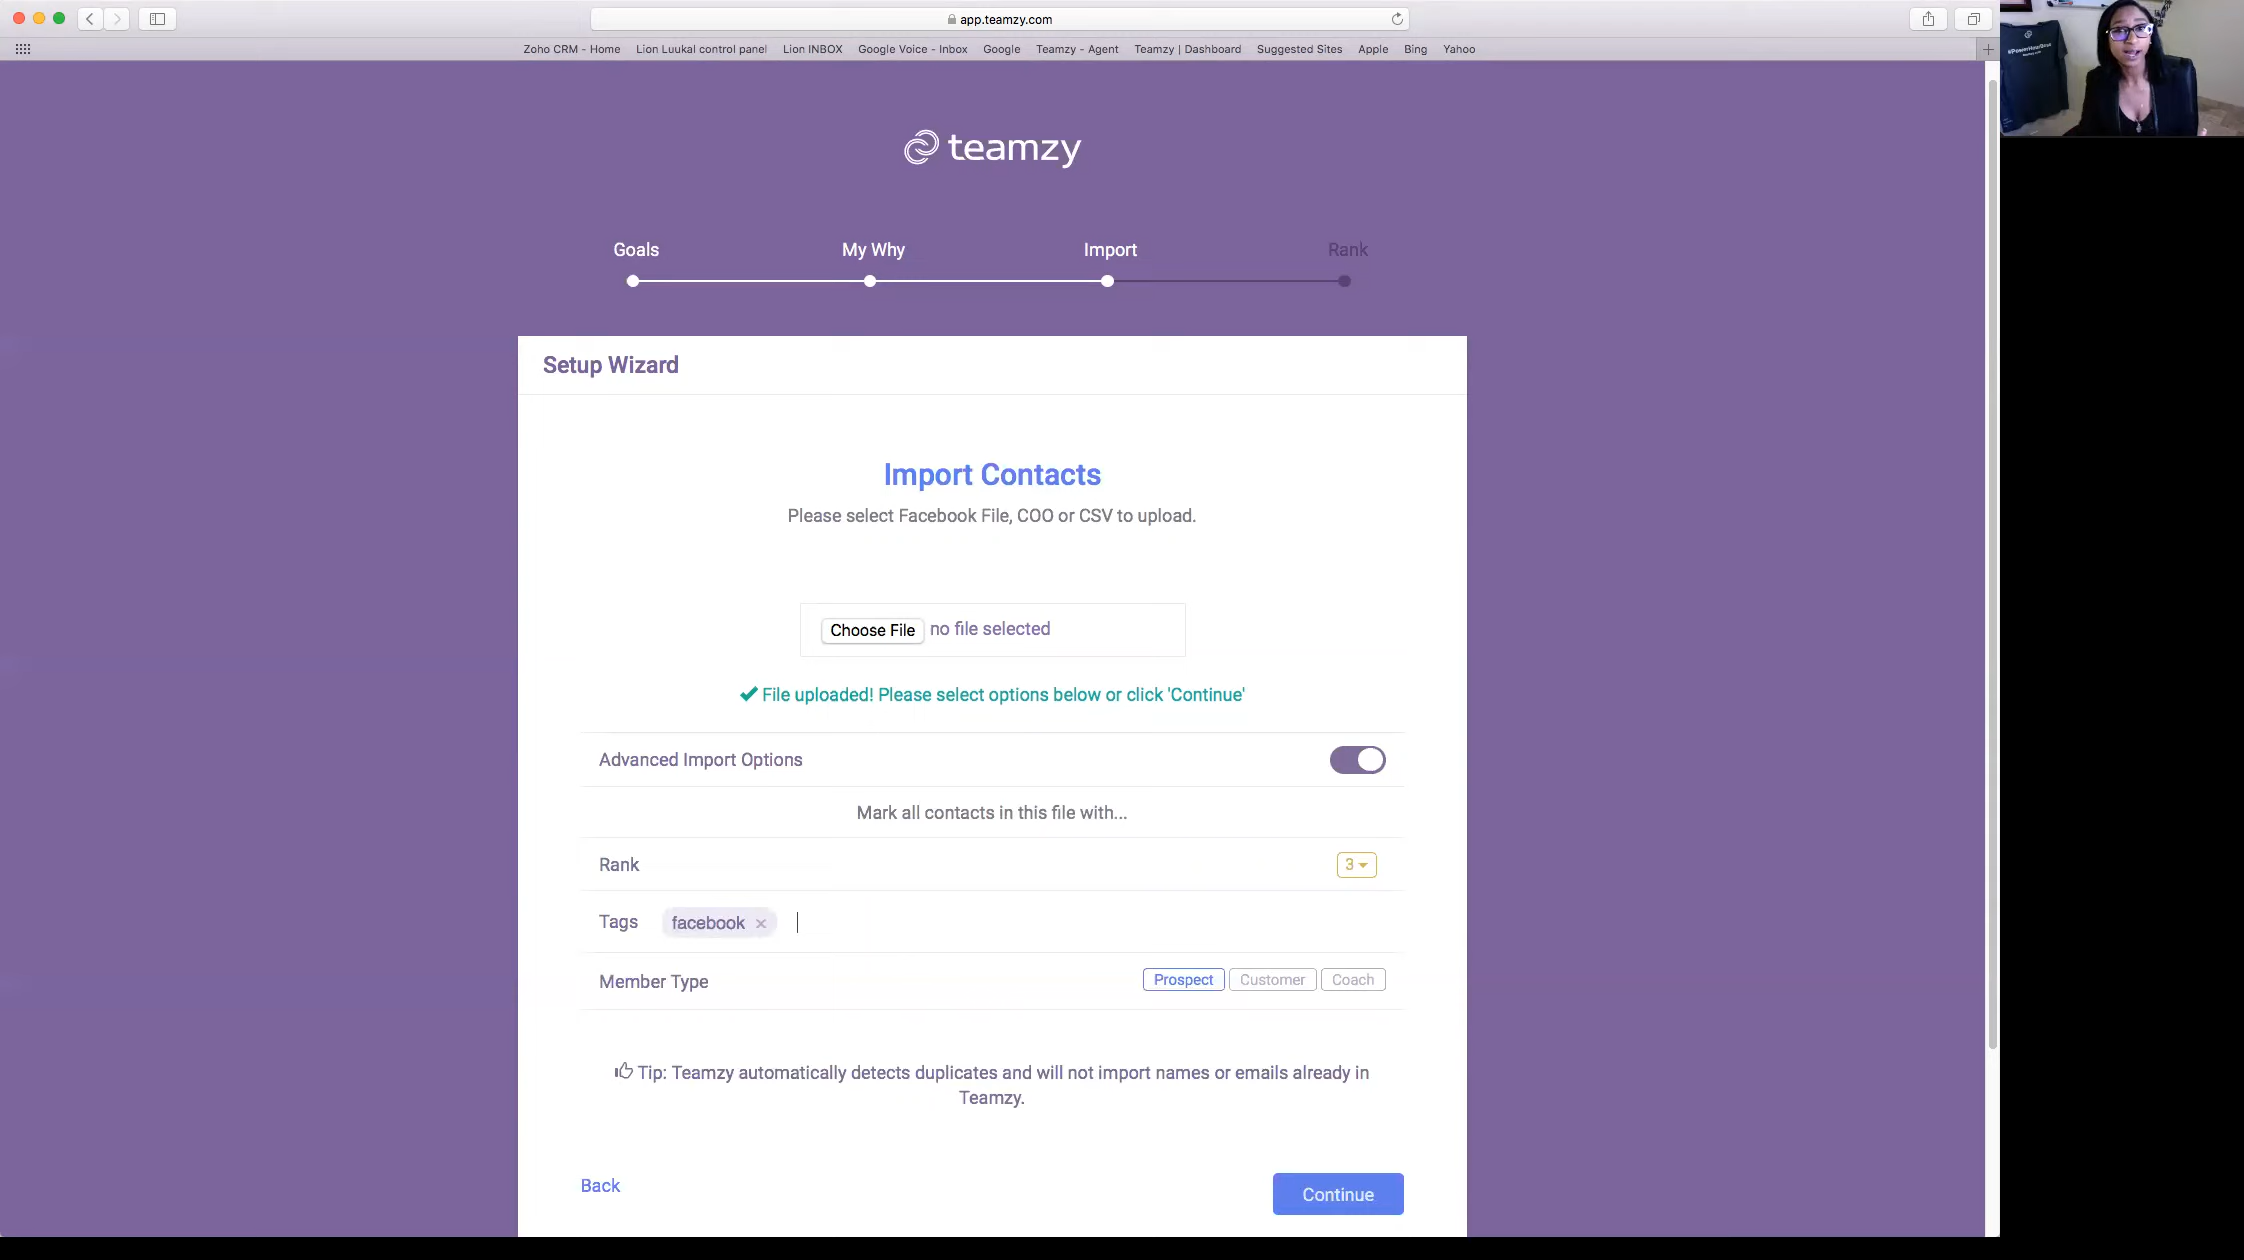 app.teamzy.com
Zoho CRM - Home Lion Luukal control panel Lion INBOX Google Voice - Inbox Google Teamzy - Agent Teamzy | Dashboard Suggested Sites Apple Bing Yahoo
teamzy
Goals My Why Import Rank
Setup Wizard
Import Contacts
Please select Facebook File, COO or CSV to upload.
Choose File no file selected
File uploaded! Please select options below or click 'Continue'
Advanced Import Options
Mark all contacts in this file with...
Rank 3
Tags facebook ×
Member Type Prospect Customer Coach
Tip: Teamzy automatically detects duplicates and will not import names or emails already in
Teamzy.
Back Continue